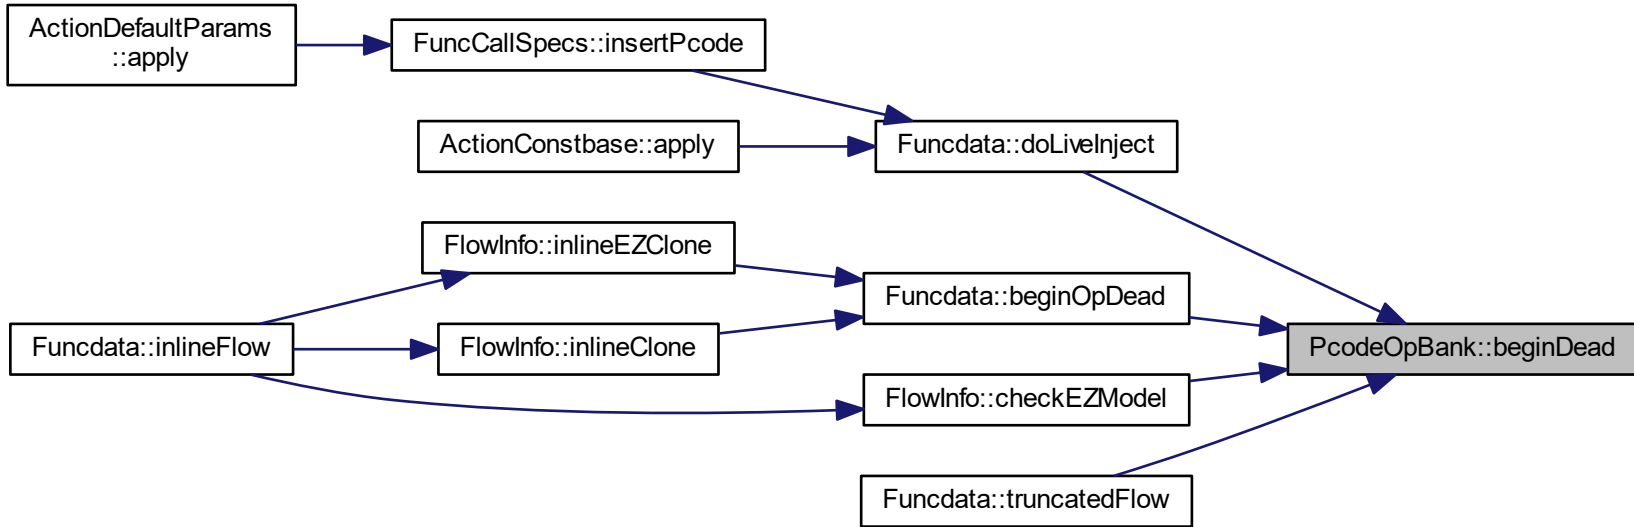 ActionDefaultParams
::apply
FuncCallSpecs::insertPcode
ActionConstbase::apply
Funcdata::doLiveInject
FlowInfo::inlineEZClone
Funcdata::beginOpDead
Funcdata::inlineFlow
FlowInfo::inlineClone
PcodeOpBank::beginDead
FlowInfo::checkEZModel
Funcdata::truncatedFlow